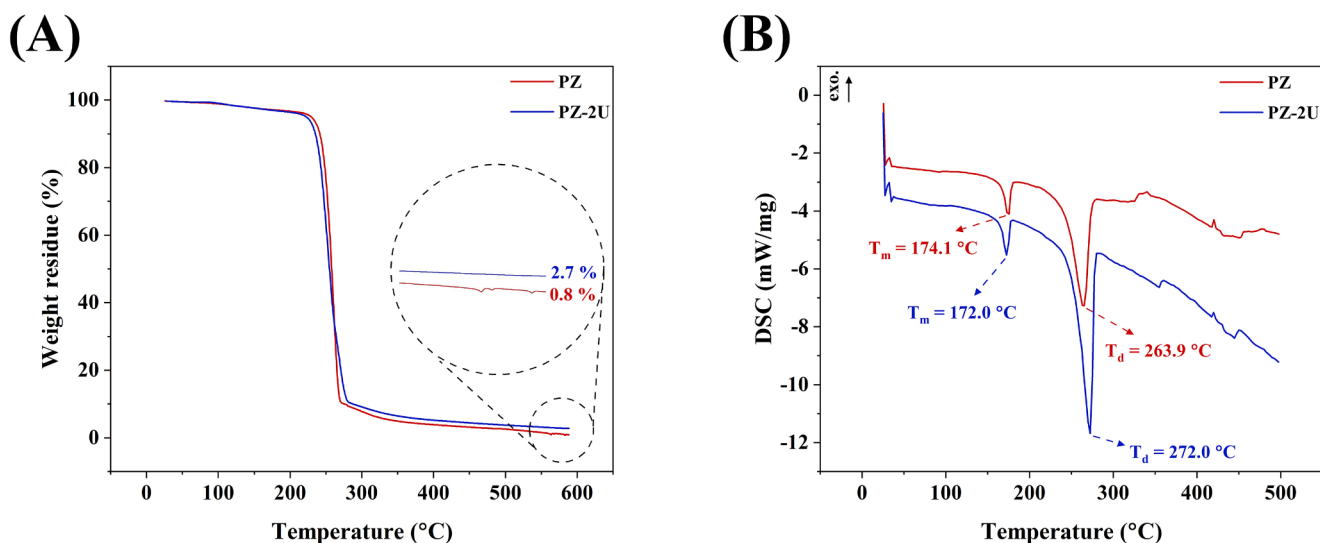 (A)
PZ
PZ-2U
100
80
60
40
20
0
Weight residue (%)
2.7 %
0.8 %
0 100 200 300 400 500 600
Temperature (°C)
(B)
exo.
PZ
PZ-2U
0
-2
-4
-6
-8
-10
-12
DSC (mW/mg)
Tm = 174.1 °C
Tm = 172.0 °C
Td = 263.9 °C
Td = 272.0 °C
0 100 200 300 400 500
Temperature (°C)